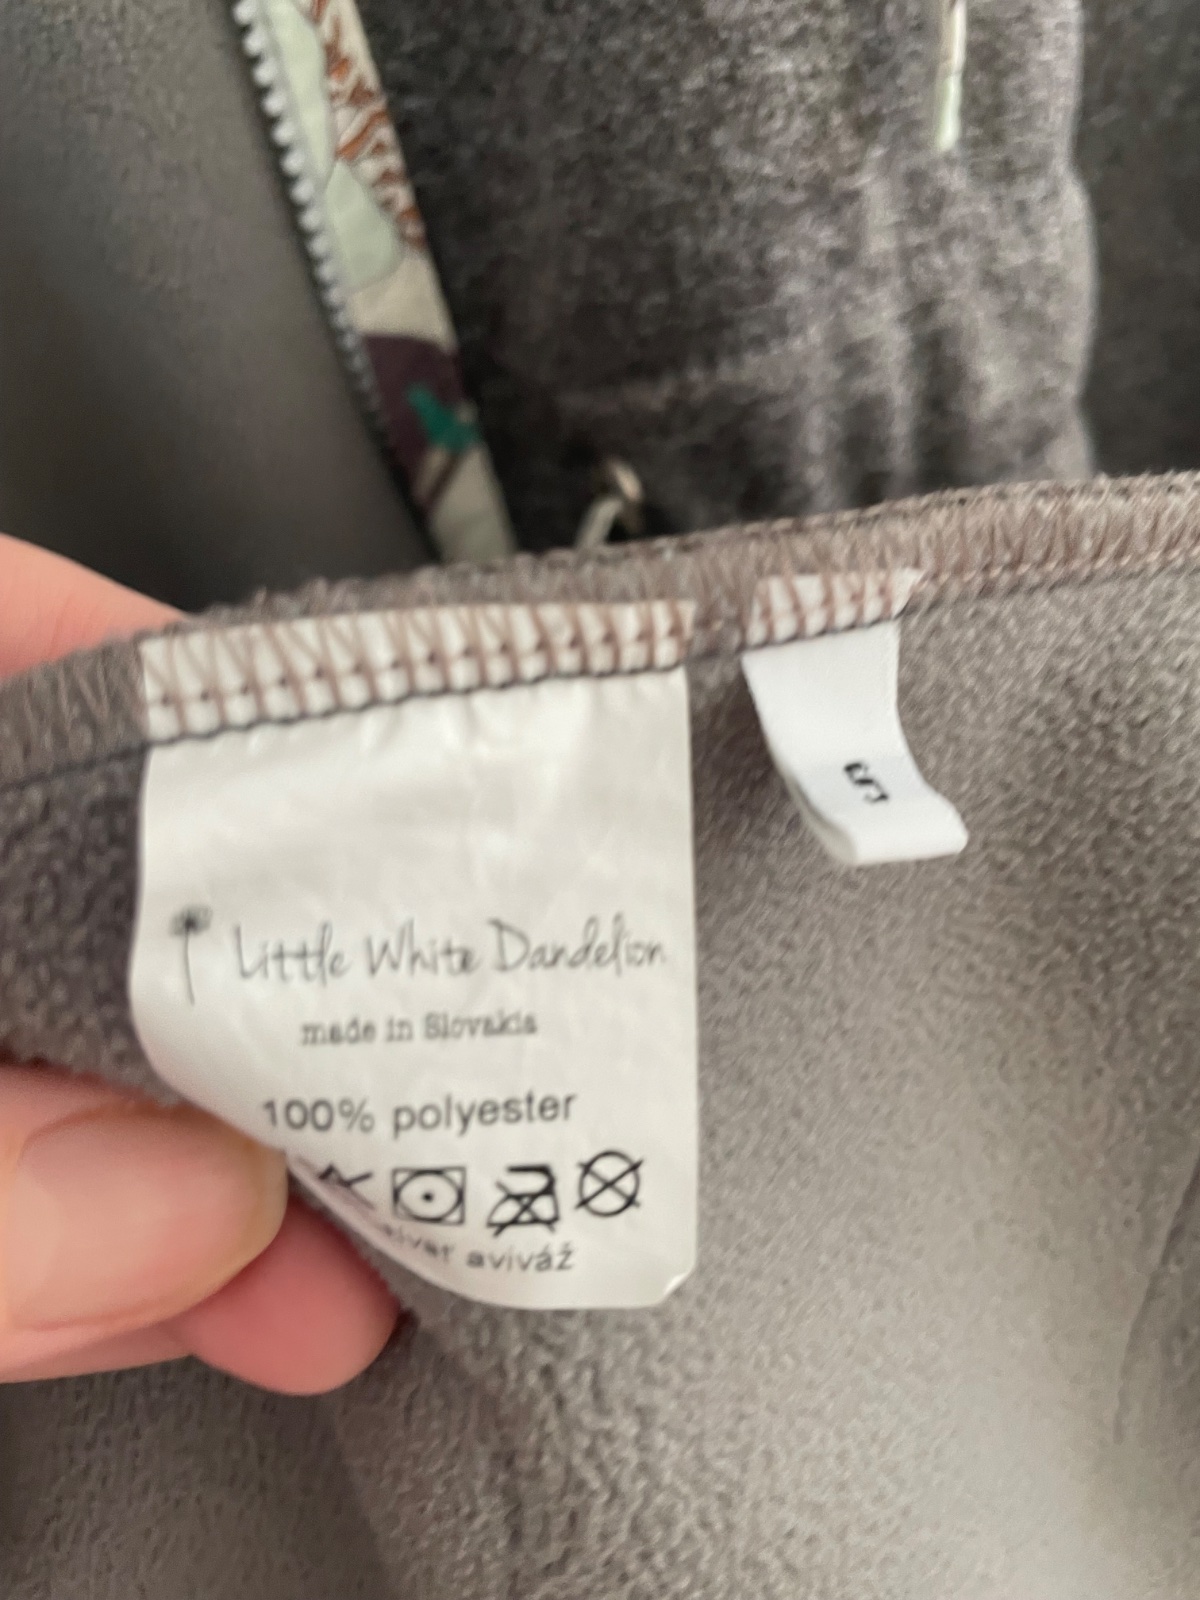 Little White Dandelion
made in Slovakia
100% polyester
aviváž